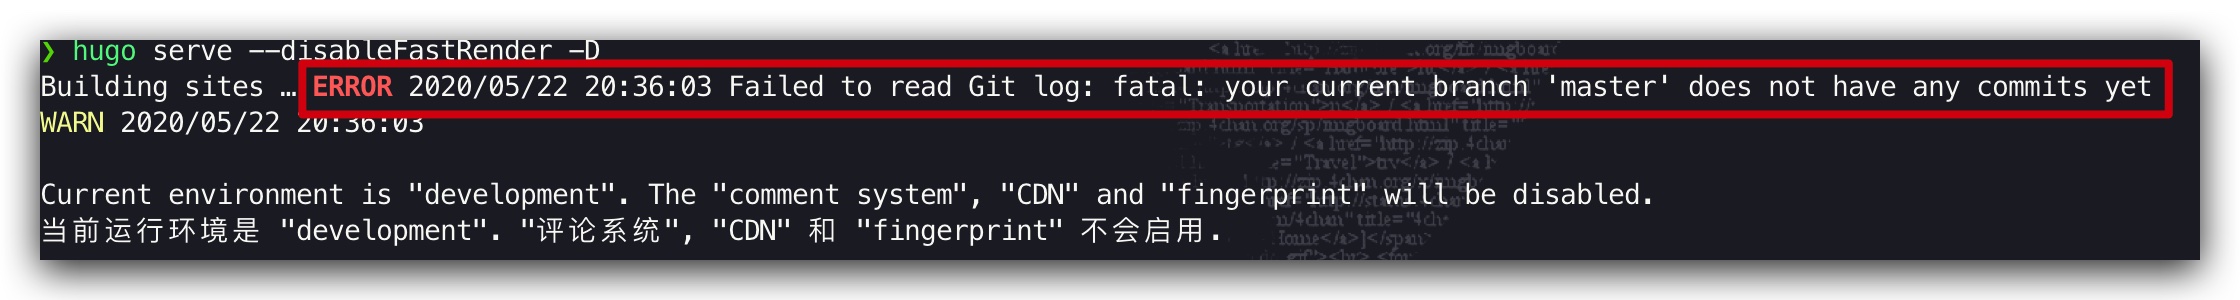 ❯ hugo serve --disableFastRender -D
Building sites … ERROR 2020/05/22 20:36:03 Failed to read Git log: fatal: your current branch 'master' does not have any commits yet
WARN 2020/05/22 20:36:03
Current environment is "development". The "comment system", "CDN" and "fingerprint" will be disabled.
当前运行环境是 "development". "评论系统", "CDN" 和 "fingerprint" 不会启用.